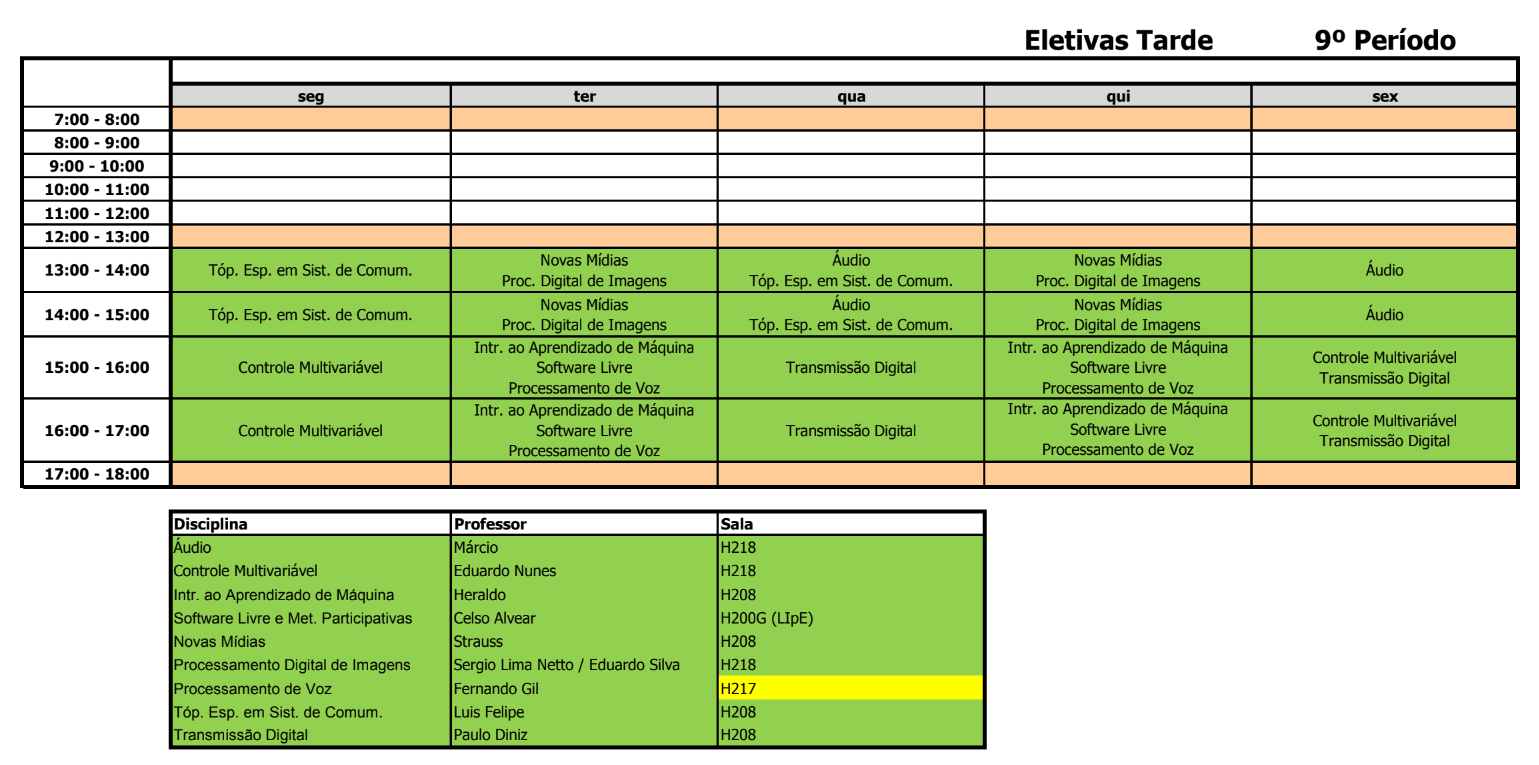 Eletivas Tarde 9º Período
seg ter qua qui sex
7:00 - 8:00
8:00 - 9:00
9:00 - 10:00
10:00 - 11:00
11:00 - 12:00
12:00 - 13:00
13:00 - 14:00
Tóp. Esp. em Sist. de Comum.
Novas Mídias
Proc. Digital de Imagens
Áudio
Tóp. Esp. em Sist. de Comum.
Novas Mídias
Proc. Digital de Imagens
Áudio
14:00 - 15:00
Tóp. Esp. em Sist. de Comum.
Novas Mídias
Proc. Digital de Imagens
Áudio
Tóp. Esp. em Sist. de Comum.
Novas Mídias
Proc. Digital de Imagens
Áudio
15:00 - 16:00
Controle Multivariável
Intr. ao Aprendizado de Máquina
Software Livre
Processamento de Voz
Transmissão Digital
Intr. ao Aprendizado de Máquina
Software Livre
Processamento de Voz
Controle Multivariável
Transmissão Digital
16:00 - 17:00
Controle Multivariável
Intr. ao Aprendizado de Máquina
Software Livre
Processamento de Voz
Transmissão Digital
Intr. ao Aprendizado de Máquina
Software Livre
Processamento de Voz
Controle Multivariável
Transmissão Digital
17:00 - 18:00
Disciplina Professor Sala
Áudio Márcio H218
Controle Multivariável Eduardo Nunes H218
Intr. ao Aprendizado de Máquina Heraldo H208
Software Livre e Met. Participativas Celso Alvear H200G (LIpE)
Novas Mídias Strauss H208
Processamento Digital de Imagens Sergio Lima Netto / Eduardo Silva H218
Processamento de Voz Fernando Gil H217
Tóp. Esp. em Sist. de Comum. Luis Felipe H208
Transmissão Digital Paulo Diniz H208